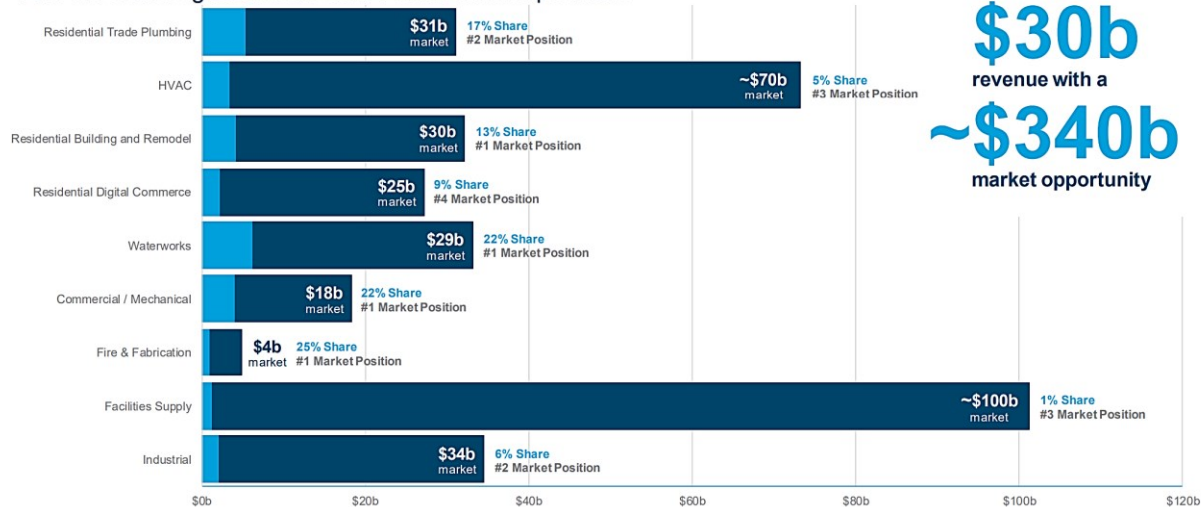 Residential Trade Plumbing
$31b
market
17% Share
#2 Market Position
HVAC
~$70b
market
5% Share
#3 Market Position
Residential Building and Remodel
$30b
market
13% Share
#1 Market Position
Residential Digital Commerce
$25b
market
9% Share
#4 Market Position
Waterworks
$29b
market
22% Share
#1 Market Position
Commercial / Mechanical
$18b
market
22% Share
#1 Market Position
Fire & Fabrication
$4b
market
25% Share
#1 Market Position
Facilities Supply
~$100b
market
1% Share
#3 Market Position
Industrial
$34b
market
6% Share
#2 Market Position
$0b
$20b
$40b
$60b
$80b
$100b
$120b
$30b
revenue with a
~$340b
market opportunity